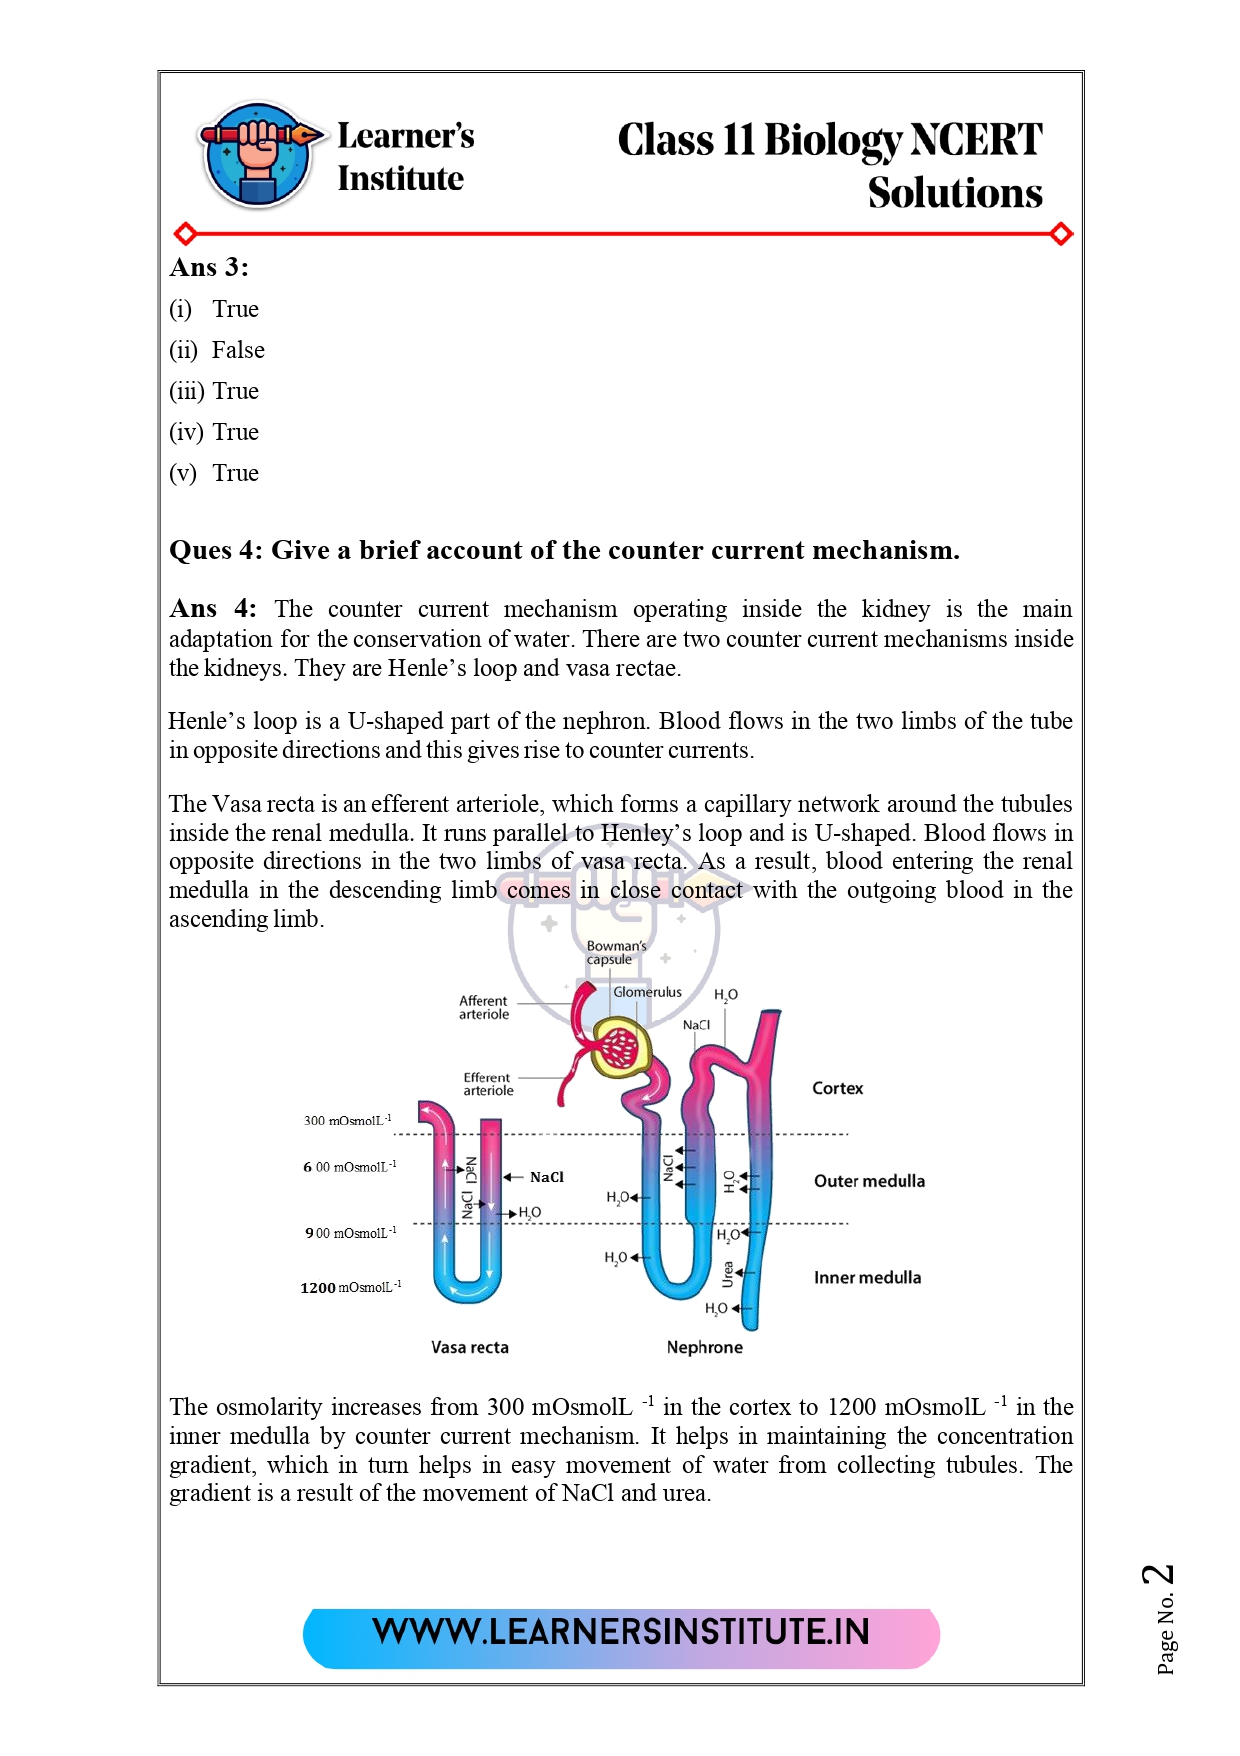 Learner's
Institute
Class 11 Biology NCERT
Solutions
Ans 3:
(i) True
(ii) False
(iii) True
(iv) True
(v) True
Ques 4: Give a brief account of the counter current mechanism.
Ans 4: The counter current mechanism operating inside the kidney is the main
adaptation for the conservation of water. There are two counter current mechanisms inside
the kidneys. They are Henle's loop and vasa rectae.
Henle's loop is a U-shaped part of the nephron. Blood flows in the two limbs of the tube
in opposite directions and this gives rise to counter currents.
The Vasa recta is an efferent arteriole, which forms a capillary network around the tubules
inside the renal medulla. It runs parallel to Henley's loop and is U-shaped. Blood flows in
opposite directions in the two limbs of vasa recta. As a result, blood entering the renal
medulla in the descending limb comes in close contact with the outgoing blood in the
ascending limb.
Bowman's
capsule
Glomerulus
H2O
Afferent
arteriole
NaCl
Efferent
arteriole
Cortex
300 mOsmolL-1
600 mOsmolL-1
NaCl
NaCl
NaCl
NaCl
H2O
H2O
H2O
Outer medulla
900 mOsmolL-1
H2O
H2O
Urea
Inner medulla
1200 mOsmolL-1
H2O
Vasa recta
Nephrone
The osmolarity increases from 300 mOsmolL -1 in the cortex to 1200 mOsmolL -1 in the
inner medulla by counter current mechanism. It helps in maintaining the concentration
gradient, which in turn helps in easy movement of water from collecting tubules. The
gradient is a result of the movement of NaCl and urea.
WWW.LEARNERSINSTITUTE.IN
Page No. 2